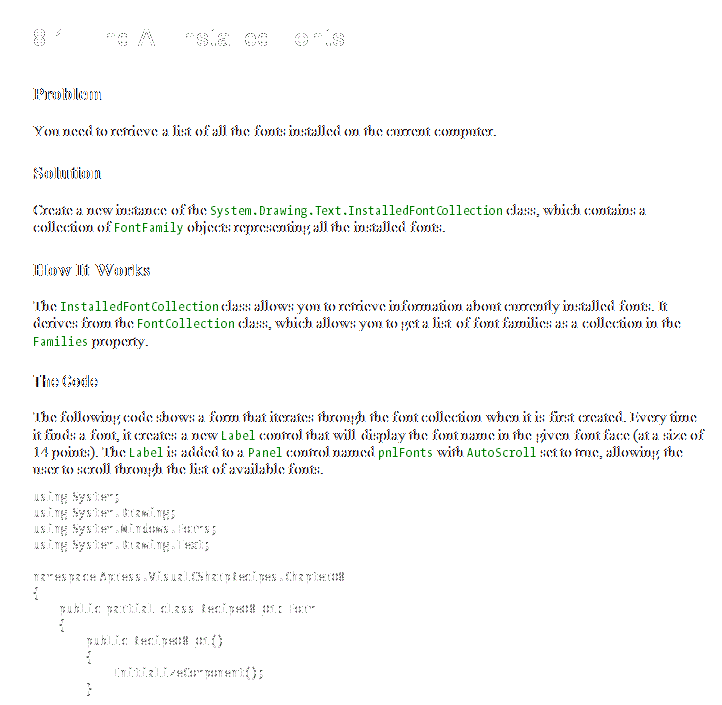 8-1. Find All Installed Fonts
Problem
You need to retrieve a list of all the fonts installed on the current computer.
Solution
Create a new instance of the System.Drawing.Text.InstalledFontCollection class, which contains a
collection of FontFamily objects representing all the installed fonts.
How It Works
The InstalledFontCollection class allows you to retrieve information about currently installed fonts. It
derives from the FontCollection class, which allows you to get a list of font families as a collection in the
Families property.
The Code
The following code shows a form that iterates through the font collection when it is first created. Every time
it finds a font, it creates a new Label control that will display the font name in the given font face (at a size of
14 points). The Label is added to a Panel control named pnlFonts with AutoScroll set to true, allowing the
user to scroll through the list of available fonts.
using System;
using System.Drawing;
using System.Windows.Forms;
using System.Drawing.Text;
namespace Apress.VisualCSharpRecipes.Chapter08
{
public partial class Recipe08_01: Form
{
public Recipe08_01()
{
InitializeComponent();
}